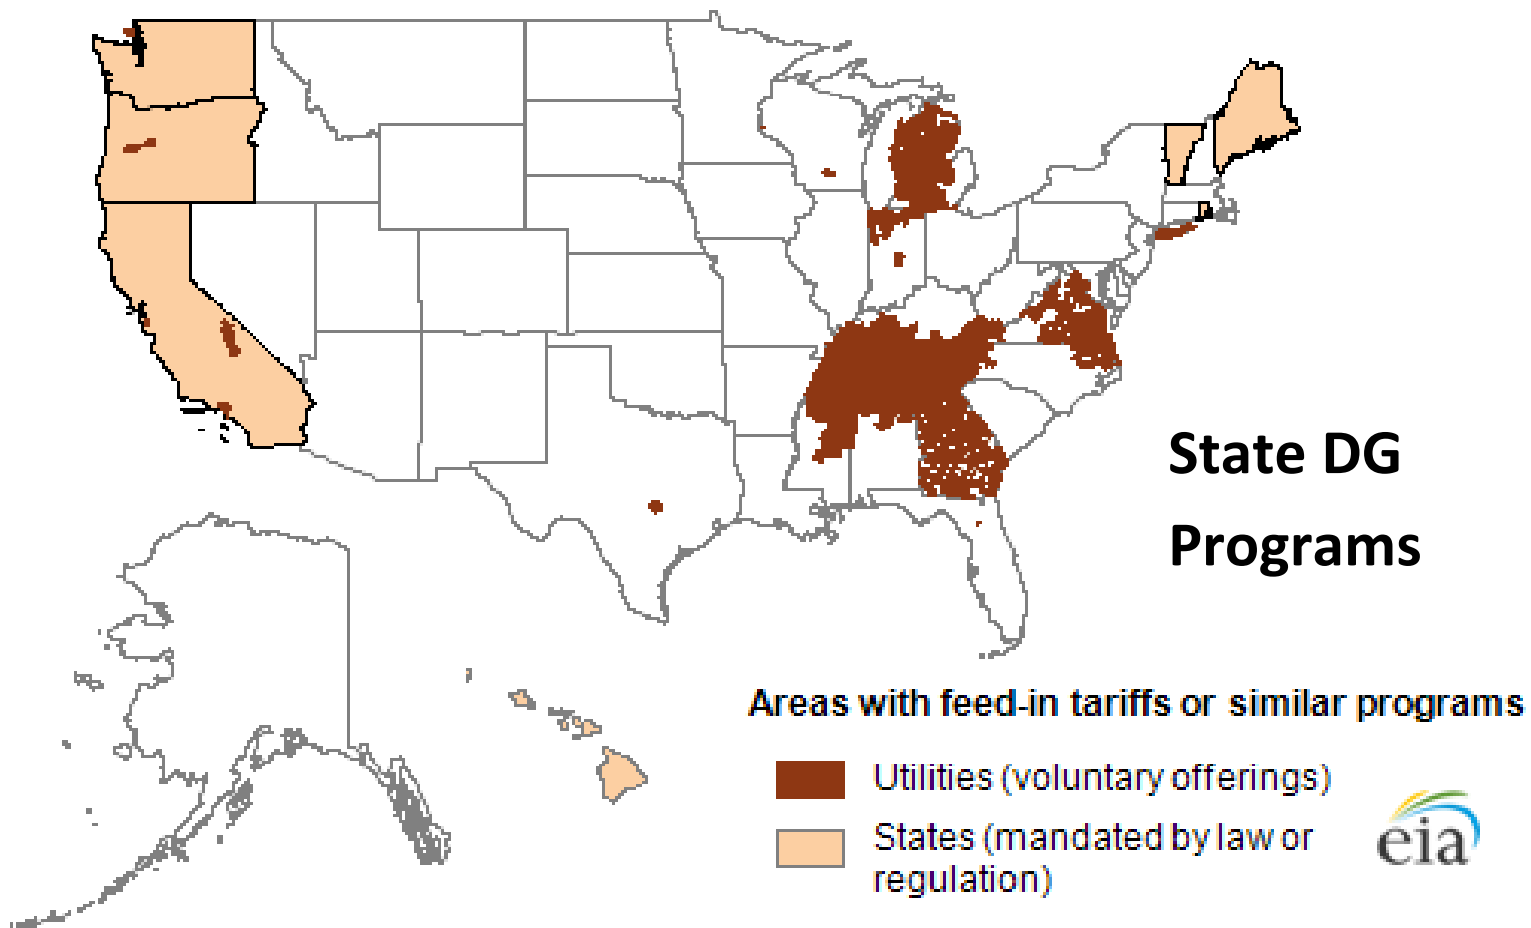 State DG
Programs
Areas with feed-in tariffs or similar programs
Utilities (voluntary offerings)
States (mandated by law or
regulation)
eia